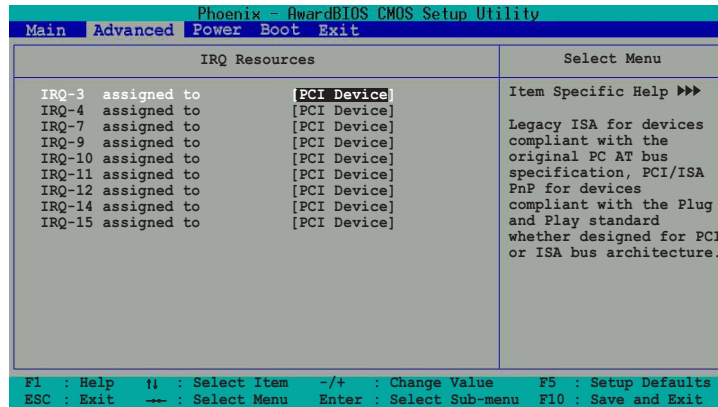 Phoenix - AwardBIOS CMOS Setup Utility
Main Advanced Power Boot Exit
IRQ Resources
Select Menu
IRQ-3 assigned to [PCI Device]
IRQ-4 assigned to [PCI Device]
IRQ-7 assigned to [PCI Device]
IRQ-9 assigned to [PCI Device]
IRQ-10 assigned to [PCI Device]
IRQ-11 assigned to [PCI Device]
IRQ-12 assigned to [PCI Device]
IRQ-14 assigned to [PCI Device]
IRQ-15 assigned to [PCI Device]
Item Specific Help ▶▶▶
Legacy ISA for devices
compliant with the
original PC AT bus
specification, PCI/ISA
PnP for devices
compliant with the Plug
and Play standard
whether designed for PCI
or ISA bus architecture.
F1 : Help ↑↓ : Select Item -/+ : Change Value F5 : Setup Defaults
ESC : Exit →← : Select Menu Enter : Select Sub-menu F10 : Save and Exit